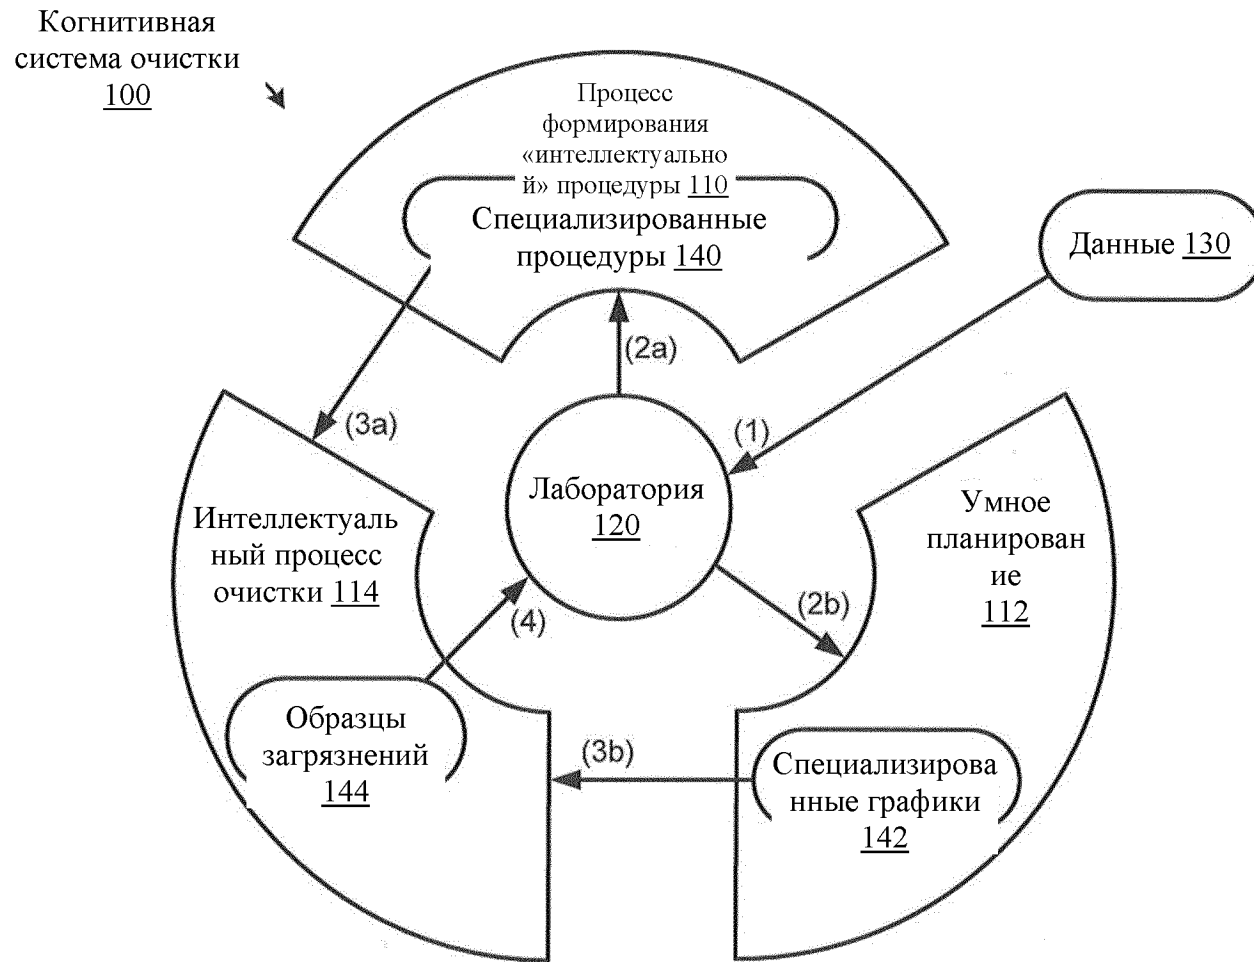 Когнитивная
система очистки
100
Процесс
формирования
«интеллектуально
й» процедуры 110
Специализированные
процедуры 140
Данные 130
(2a)
(3a)
(1)
Лаборатория
120
Интеллектуаль
ный процесс
очистки 114
Умное
планирован
ие
112
(4)
(2b)
Образцы
загрязнений
144
(3b)
Специализирова
нные графики
142